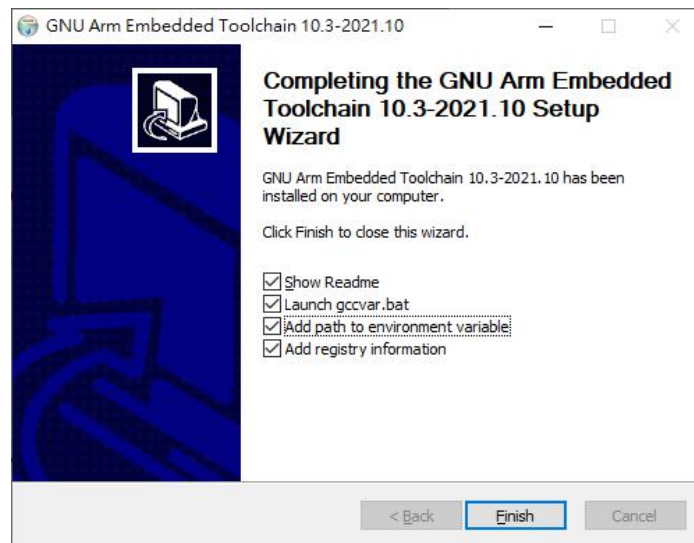 GNU Arm Embedded Toolchain 10.3-2021.10
Completing the GNU Arm Embedded
Toolchain 10.3-2021.10 Setup
Wizard
GNU Arm Embedded Toolchain 10.3-2021.10 has been
installed on your computer.
Click Finish to close this wizard.
Show Readme
Launch gccvar.bat
Add path to environment variable
Add registry information
< Back
Finish
Cancel